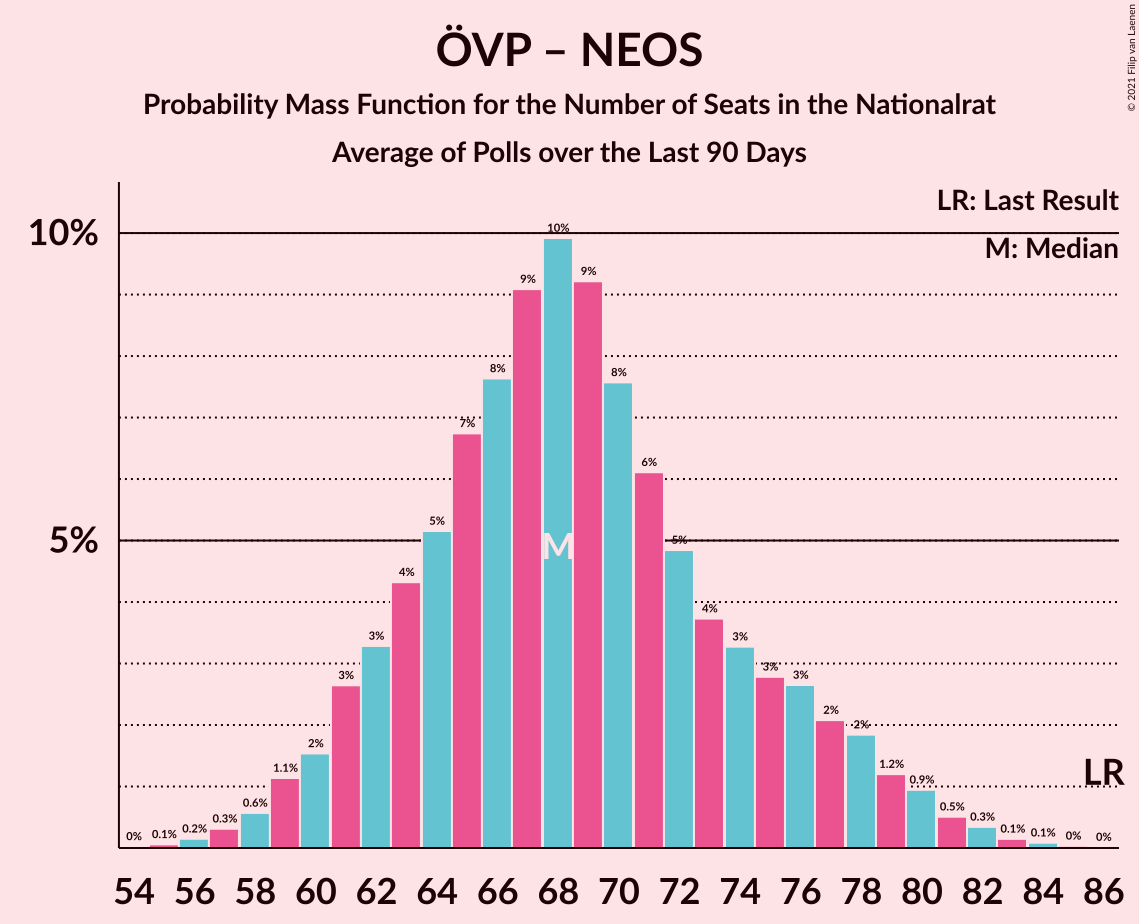 ÖVP – NEOS
Probability Mass Function for the Number of Seats in the Nationalrat
Average of Polls over the Last 90 Days
© 2021 Filip van Laenen
LR: Last Result
M: Median
10%
5%
0% 0.1% 0.2% 0.3% 0.6% 1.1% 2% 3% 3% 4% 5% 7% 8% 9% 10% 9% 8% 6% 5% 4% 3% 3% 3% 2% 2% 1.2% 0.9% 0.5% 0.3% 0.1% 0.1% 0% 0%
M
LR
54 56 58 60 62 64 66 68 70 72 74 76 78 80 82 84 86